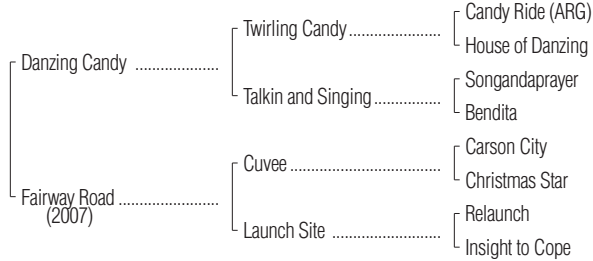 Candy Ride (ARG)
Twirling Candy
House of Danzing
Danzing Candy
Songandaprayer
Talkin and Singing
Bendita
Carson City
Cuvee
Christmas Star
Fairway Road
(2007)
Relaunch
Launch Site
Insight to Cope